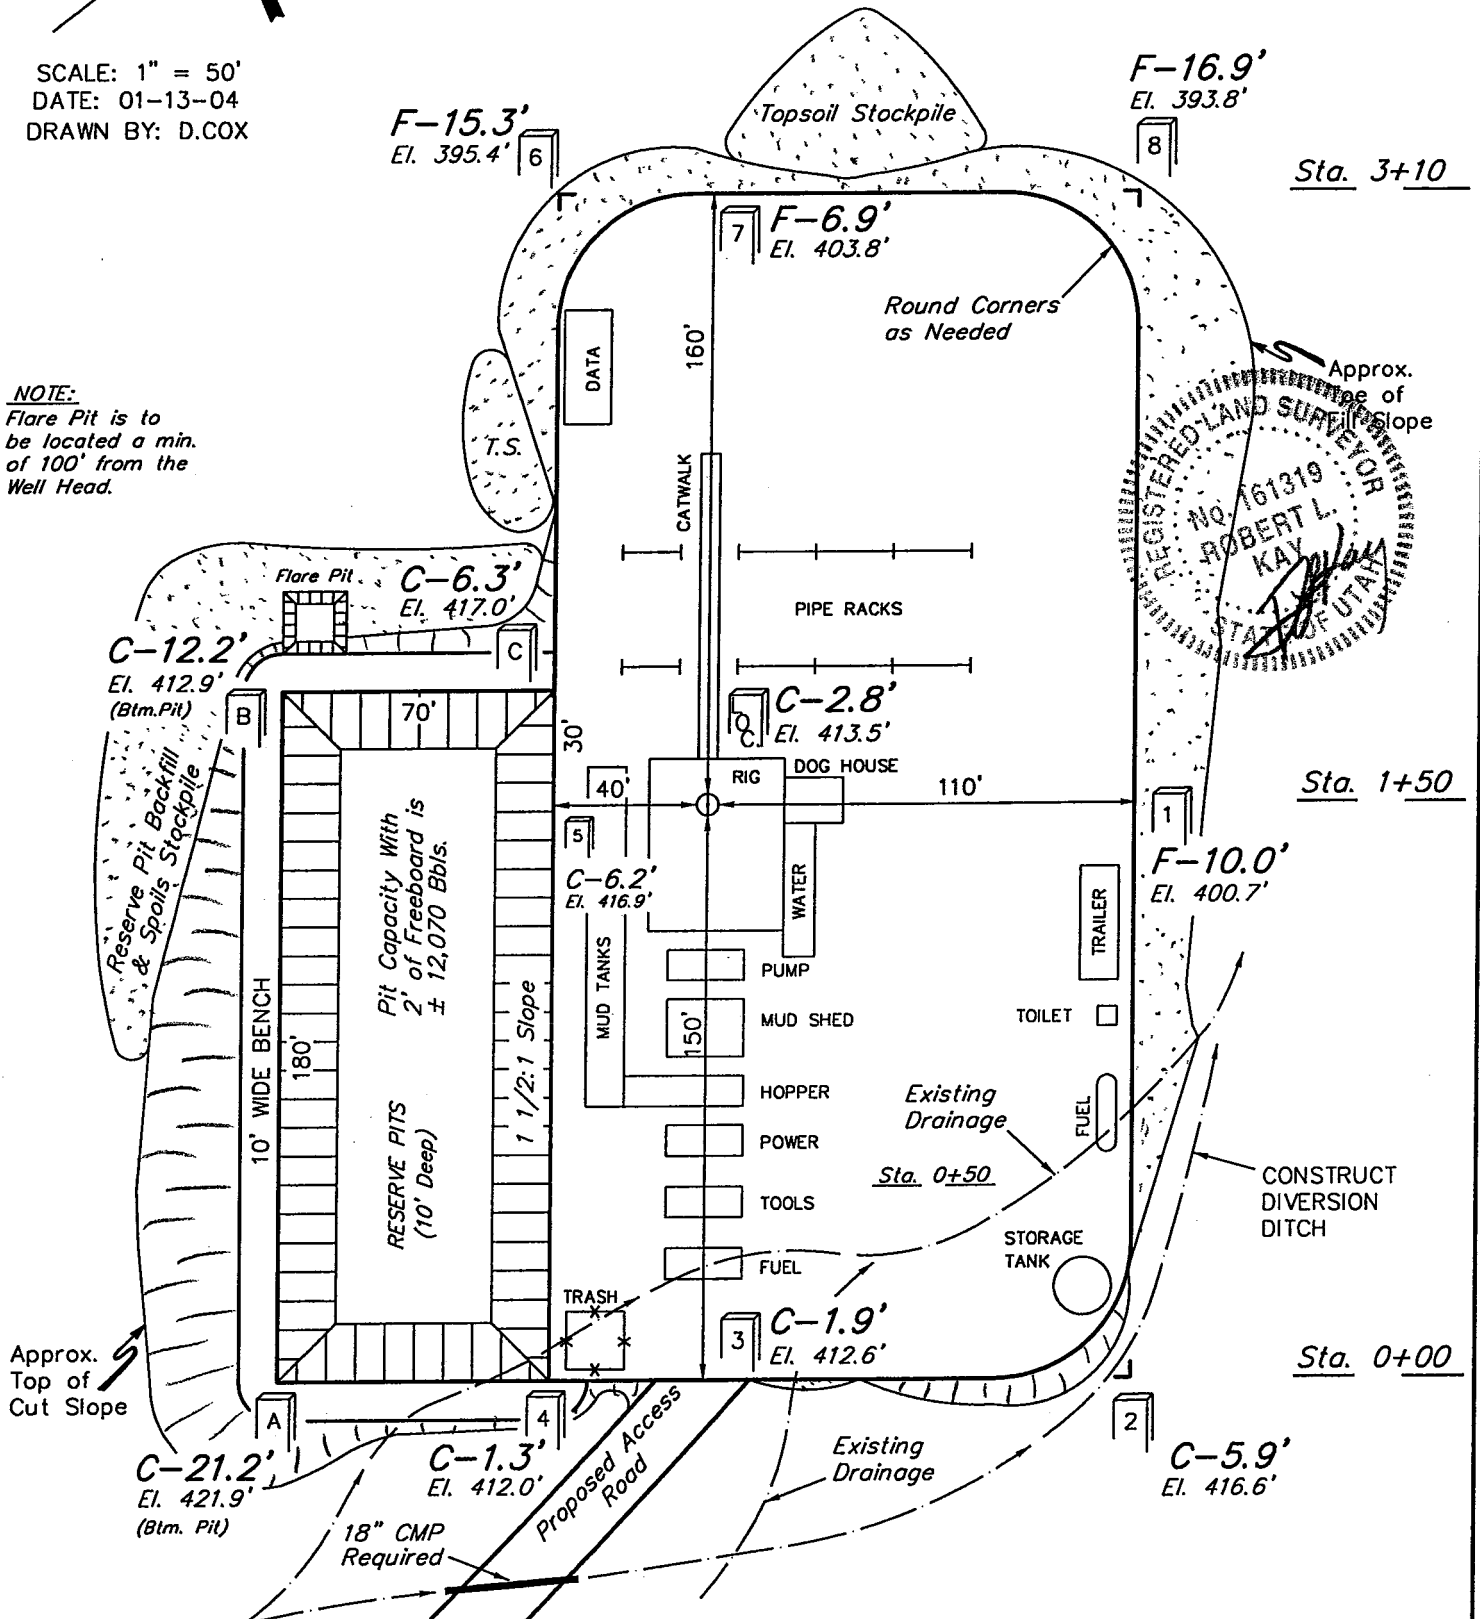 SCALE: 1" = 50'
DATE: 01-13-04
DRAWN BY: D.COX
F-15.3'
El. 395.4'
6
Topsoil Stockpile
F-16.9'
El. 393.8'
8
Sta. 3+10
7
F-6.9'
El. 403.8'
Round Corners
as Needed
160'
DATA
Approx.
Toe of
Fill Slope
NOTE:
Flare Pit is to
be located a min.
of 100' from the
Well Head.
T.S.
CATWALK
REGISTERED LAND SURVEYOR
No. 161319
ROBERT L.
KAY
STATE OF UTAH
Flare Pit
C-6.3'
El. 417.0'
C
PIPE RACKS
C-12.2'
El. 412.9'
(Btm.Pit)
B
70'
30'
C-2.8'
El. 413.5'
RIG
DOG HOUSE
40'
110'
Sta. 1+50
1
F-10.0'
El. 400.7'
5
C-6.2'
El. 416.9'
Reserve Pit Backfill
& Spoils Stockpile
Pit Capacity With
2' of Freeboard is
± 12,070 Bbls.
WATER
TRAILER
MUD TANKS
PUMP
MUD SHED
150'
TOILET
10' WIDE BENCH
180'
1 1/2:1 Slope
HOPPER
Existing
Drainage
FUEL
RESERVE PITS
(10' Deep)
POWER
Sta. 0+50
TOOLS
CONSTRUCT
DIVERSION
DITCH
STORAGE
TANK
FUEL
TRASH
3
C-1.9'
El. 412.6'
Sta. 0+00
Approx.
Top of
Cut Slope
A
4
2
C-21.2'
El. 421.9'
(Btm. Pit)
C-1.3'
El. 412.0'
Proposed Access
Road
Existing
Drainage
C-5.9'
El. 416.6'
18" CMP
Required